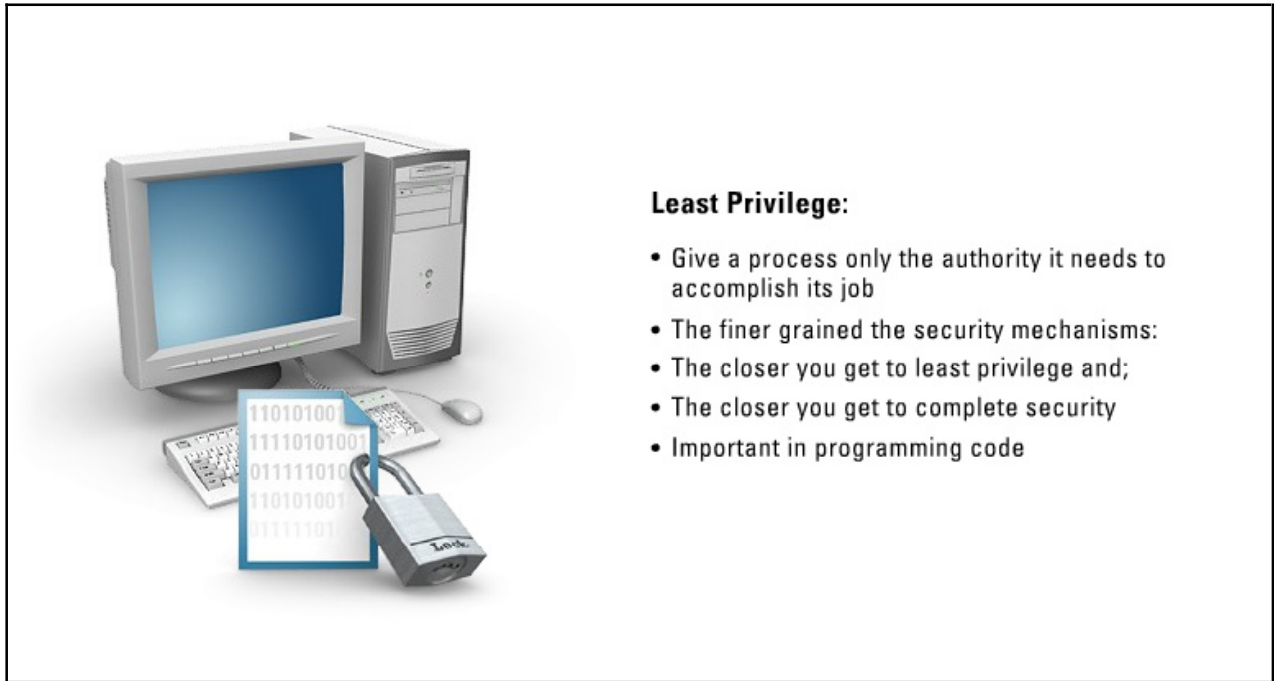 Least Privilege:
• Give a process only the authority it needs to
accomplish its job
• The finer grained the security mechanisms:
• The closer you get to least privilege and;
• The closer you get to complete security
• Important in programming code
110101001
11110101001
011111010
110101001
01111101
Lock